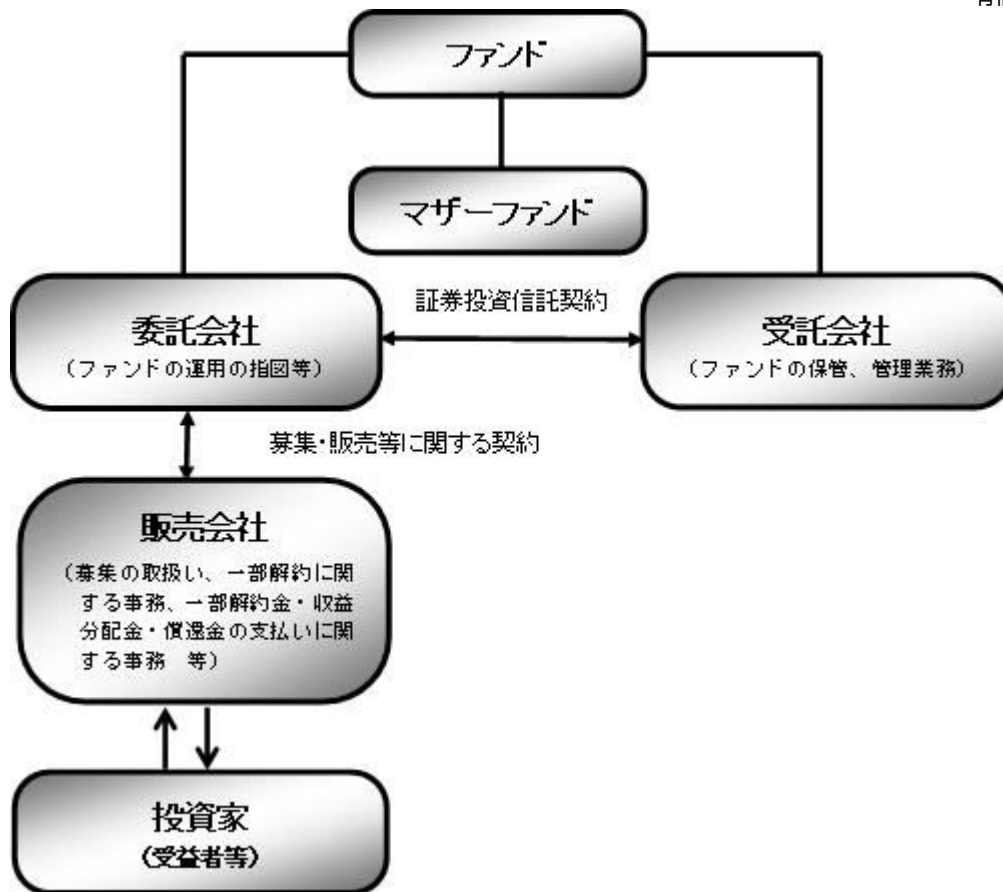 ファンド
マザーファンド
証券投資信託契約
委託会社
（ファンドの運用の指図等）
受託会社
（ファンドの保管、管理業務）
募集・販売等に関する契約
販売会社
（募集の取扱い、一部解約に関
する事務、一部解約金・収益
分配金・償還金の支払いに関
する事務　等）
投資家
（受益者等）